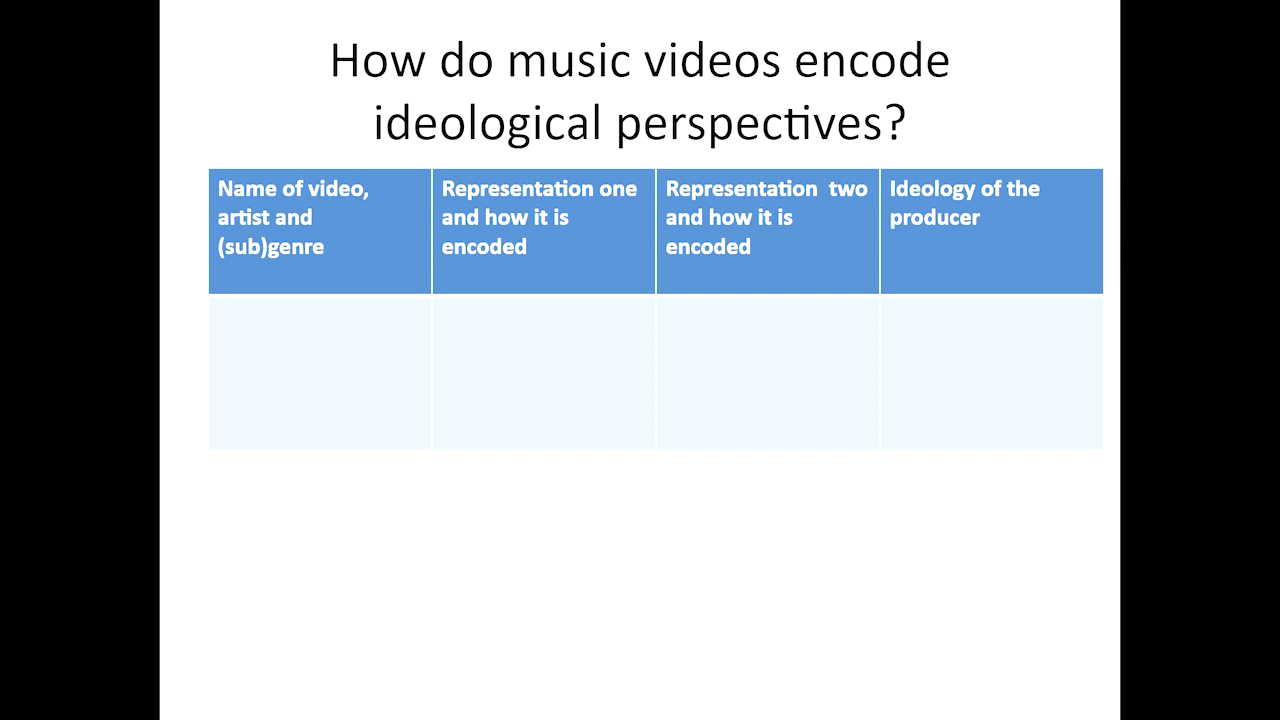 How do music videos encode
ideological perspectives?
Name of video,
artist and
(sub)genre
Representation one
and how it is
encoded
Representation  two
and how it is
encoded
Ideology of the
producer